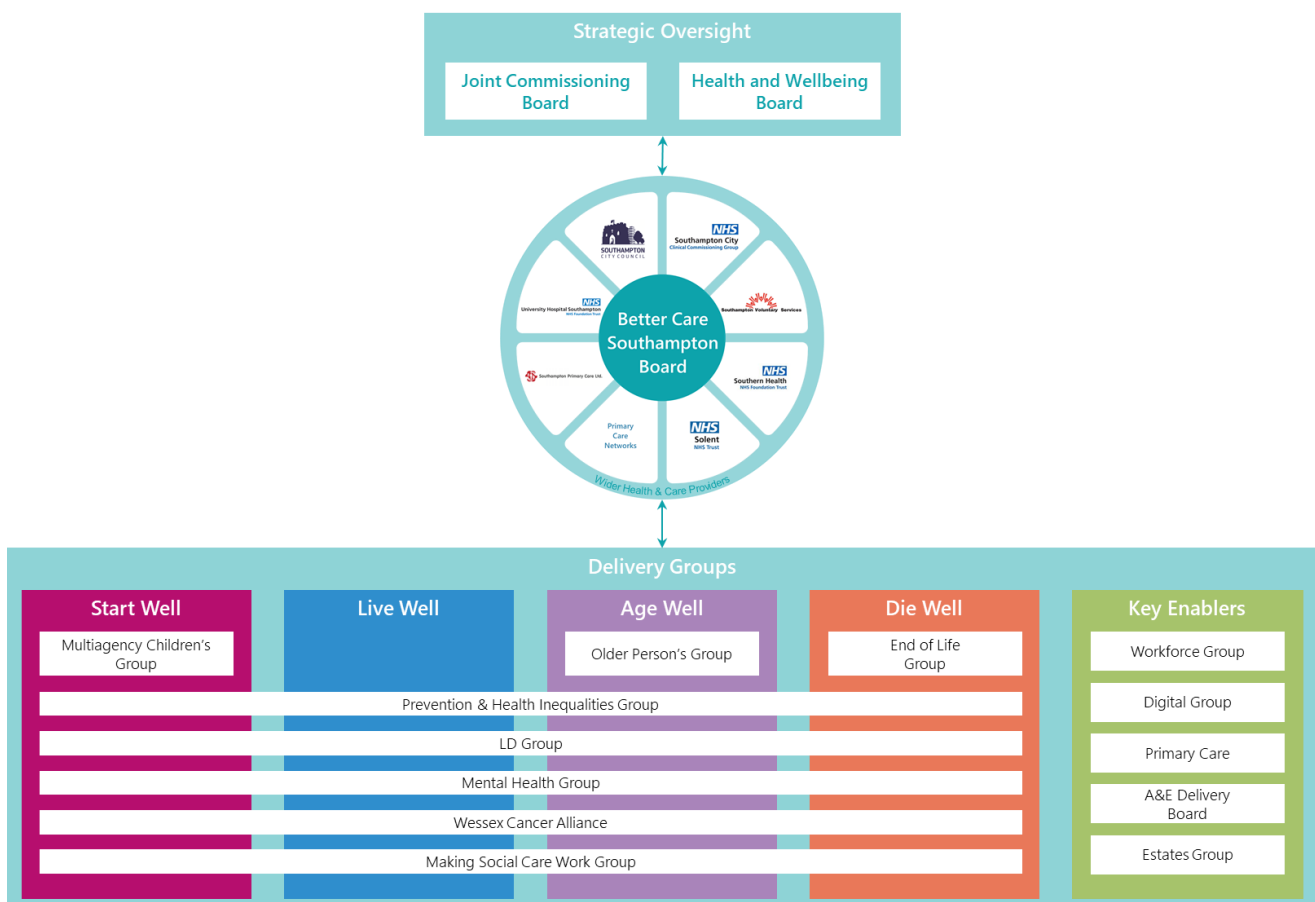 Strategic Oversight
Joint Commissioning
Board
Health and Wellbeing
Board
SOUTHAMPTON
CITY COUNCIL
NHS
Southampton City
Clinical Commissioning Group
NHS
University Hospital Southampton
NHS Foundation Trust
Southampton Voluntary Services
Better Care
Southampton
Board
Southampton Primary Care Ltd
NHS
Southern Health
NHS Foundation Trust
Primary
Care
Networks
NHS
Solent
NHS Trust
Wider Health & Care Providers
Delivery Groups
Start Well
Live Well
Age Well
Die Well
Key Enablers
Multiagency Children's
Group
Older Person's Group
End of Life
Group
Workforce Group
Prevention & Health Inequalities Group
Digital Group
LD Group
Primary Care
Mental Health Group
A&E Delivery
Board
Wessex Cancer Alliance
Making Social Care Work Group
Estates Group